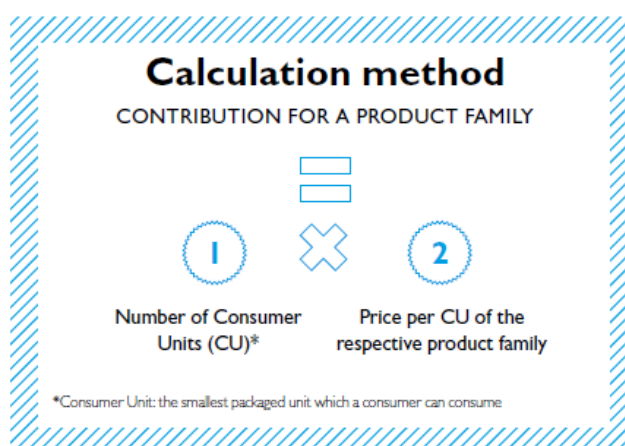 Calculation method
CONTRIBUTION FOR A PRODUCT FAMILY
=
1 × 2
Number of Consumer Units (CU)*
Price per CU of the respective product family
*Consumer Unit: the smallest packaged unit which a consumer can consume